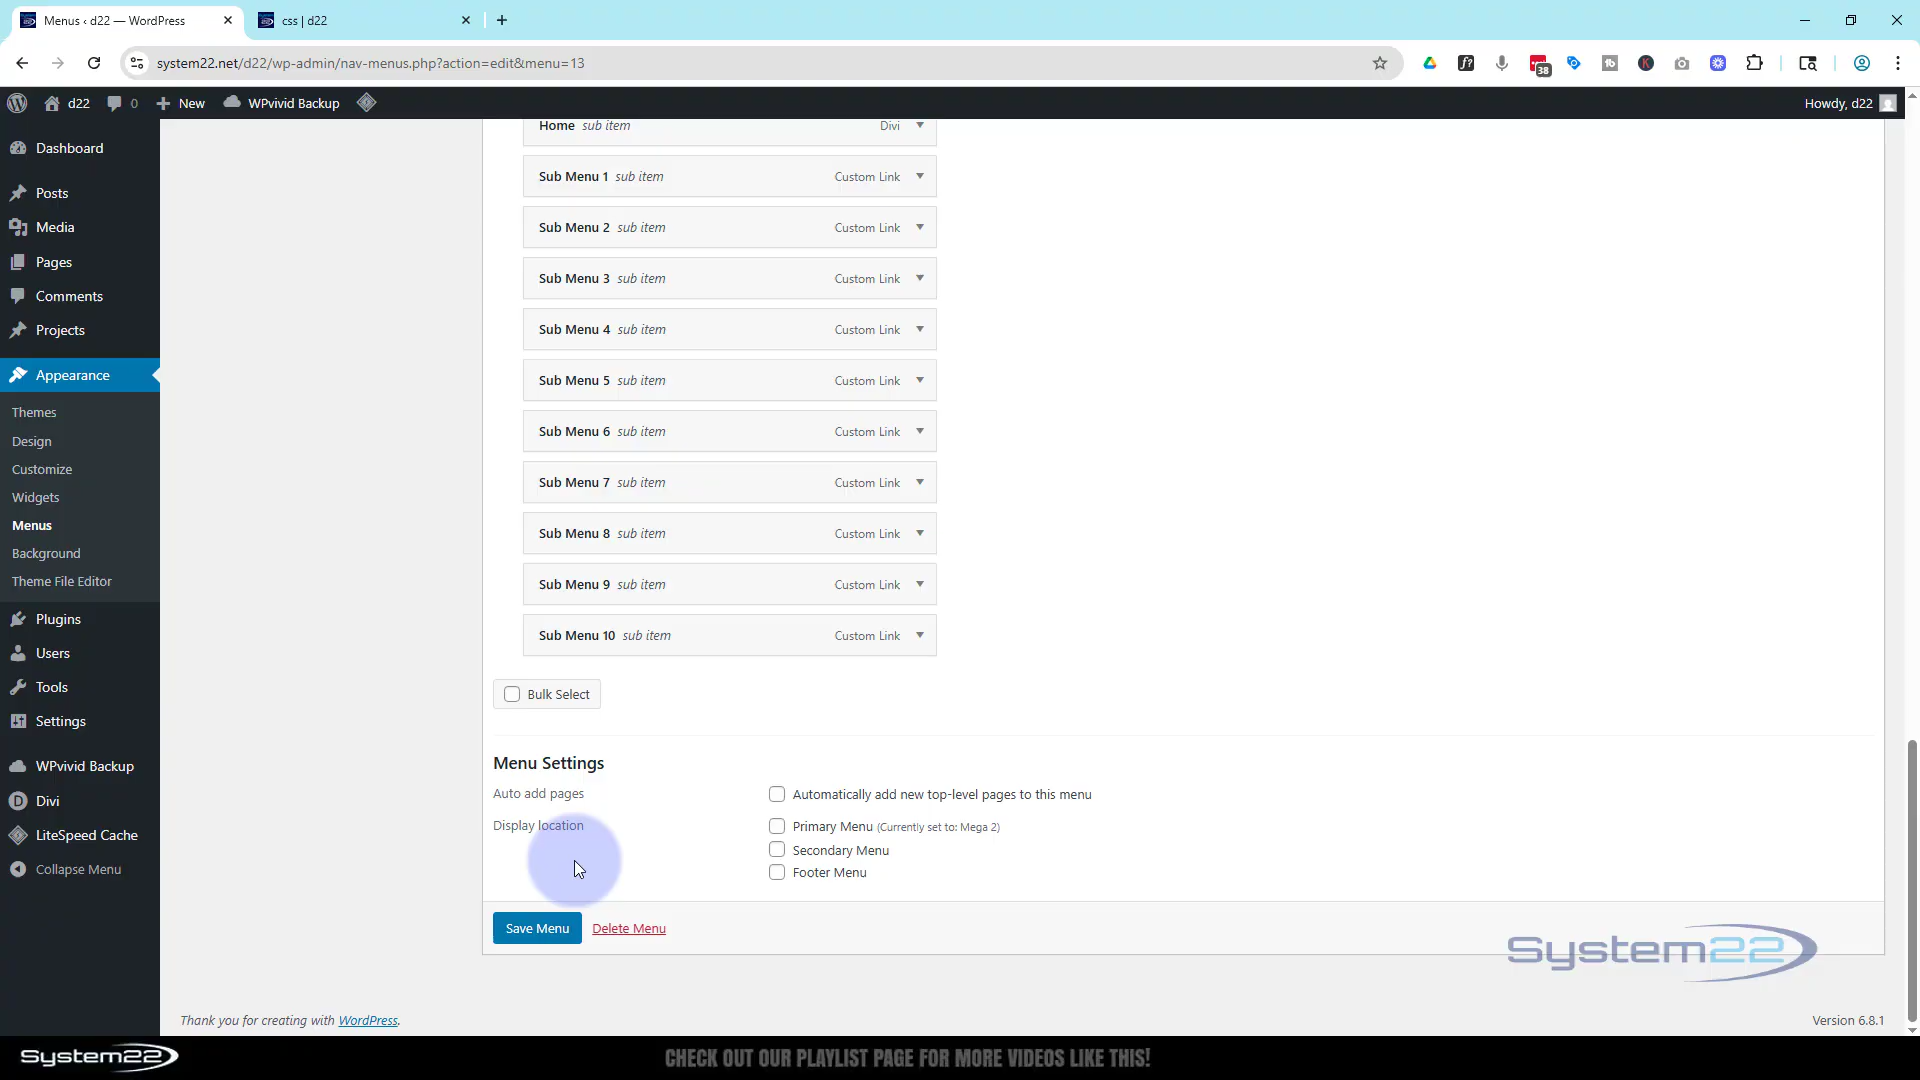 Menus ‹ d22 — WordPress
css | d22
system22.net/d22/wp-admin/nav-menus.php?action=edit&menu=13
38
d22
0
New
WPvivid Backup
Howdy, d22
Dashboard
Posts
Media
Pages
Comments
Projects
Appearance
Themes
Design
Customize
Widgets
Menus
Background
Theme File Editor
Plugins
Users
Tools
Settings
WPvivid Backup
Divi
LiteSpeed Cache
Collapse Menu
Home sub item Divi
Sub Menu 1 sub item Custom Link
Sub Menu 2 sub item Custom Link
Sub Menu 3 sub item Custom Link
Sub Menu 4 sub item Custom Link
Sub Menu 5 sub item Custom Link
Sub Menu 6 sub item Custom Link
Sub Menu 7 sub item Custom Link
Sub Menu 8 sub item Custom Link
Sub Menu 9 sub item Custom Link
Sub Menu 10 sub item Custom Link
Bulk Select
Menu Settings
Auto add pages
Automatically add new top-level pages to this menu
Display location
Primary Menu (Currently set to: Mega 2)
Secondary Menu
Footer Menu
Save Menu
Delete Menu
System22
Thank you for creating with WordPress.
Version 6.8.1
System22
CHECK OUT OUR PLAYLIST PAGE FOR MORE VIDEOS LIKE THIS!